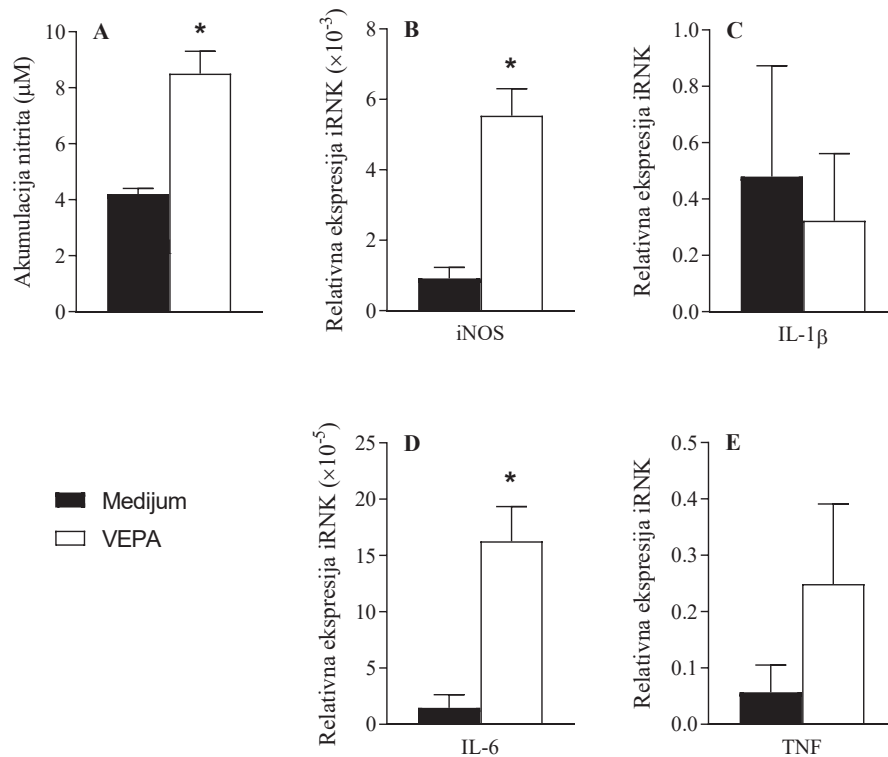 A
Akumulacija nitrita (μM)
10
8
6
4
2
0
*
B
Relativna ekspresija iRNK (×10⁻³)
8
6
4
2
0
*
iNOS
C
Relativna ekspresija iRNK
1.0
0.8
0.6
0.4
0.2
0.0
IL-1β
Medijum
VEPA
D
Relativna ekspresija iRNK (×10⁻⁵)
25
20
15
10
5
0
*
IL-6
E
Relativna ekspresija iRNK
0.5
0.4
0.3
0.2
0.1
0.0
TNF